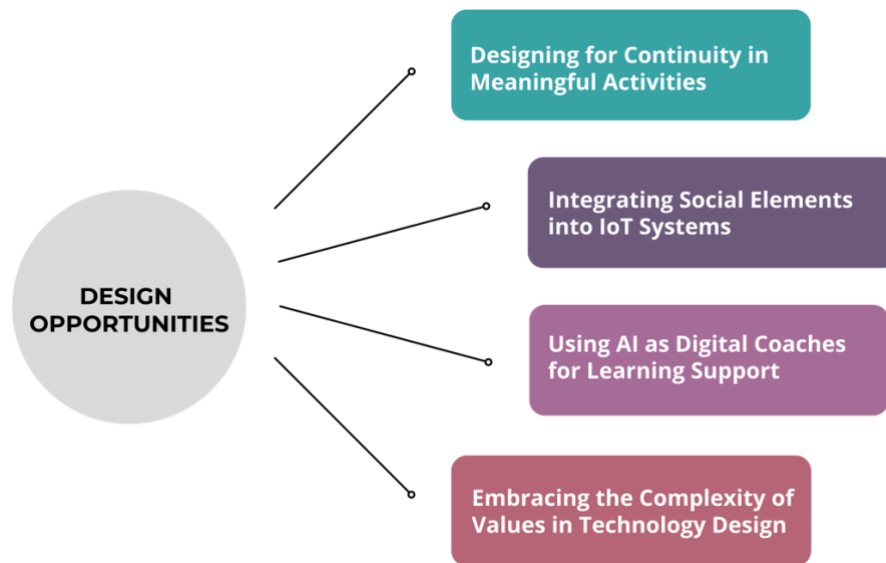 DESIGN
OPPORTUNITIES
Designing for Continuity in
Meaningful Activities
Integrating Social Elements
into IoT Systems
Using AI as Digital Coaches
for Learning Support
Embracing the Complexity of
Values in Technology Design